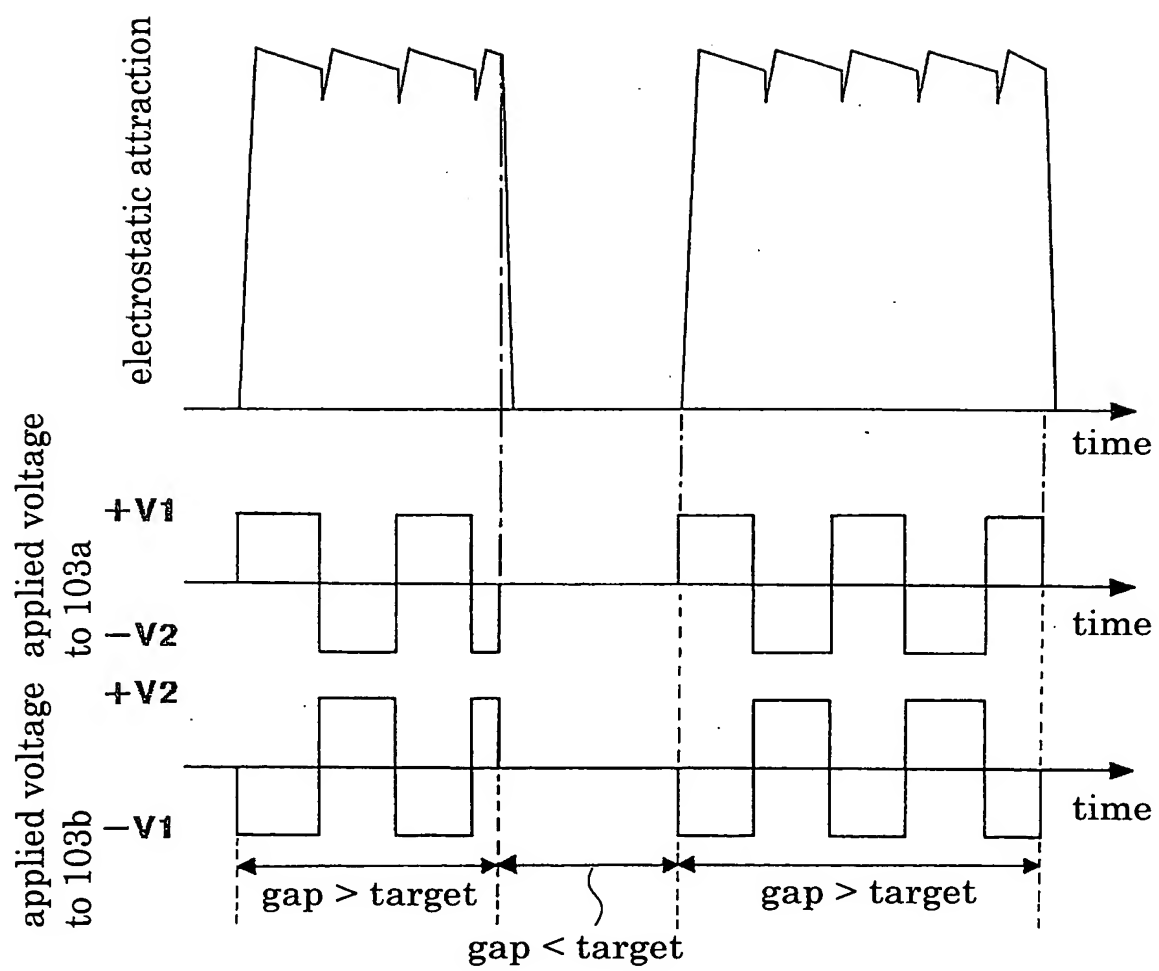 electrostatic attraction
time
applied voltage
to 103a
+V1
−V2
time
applied voltage
to 103b
+V2
−V1
time
gap > target
gap > target
gap < target